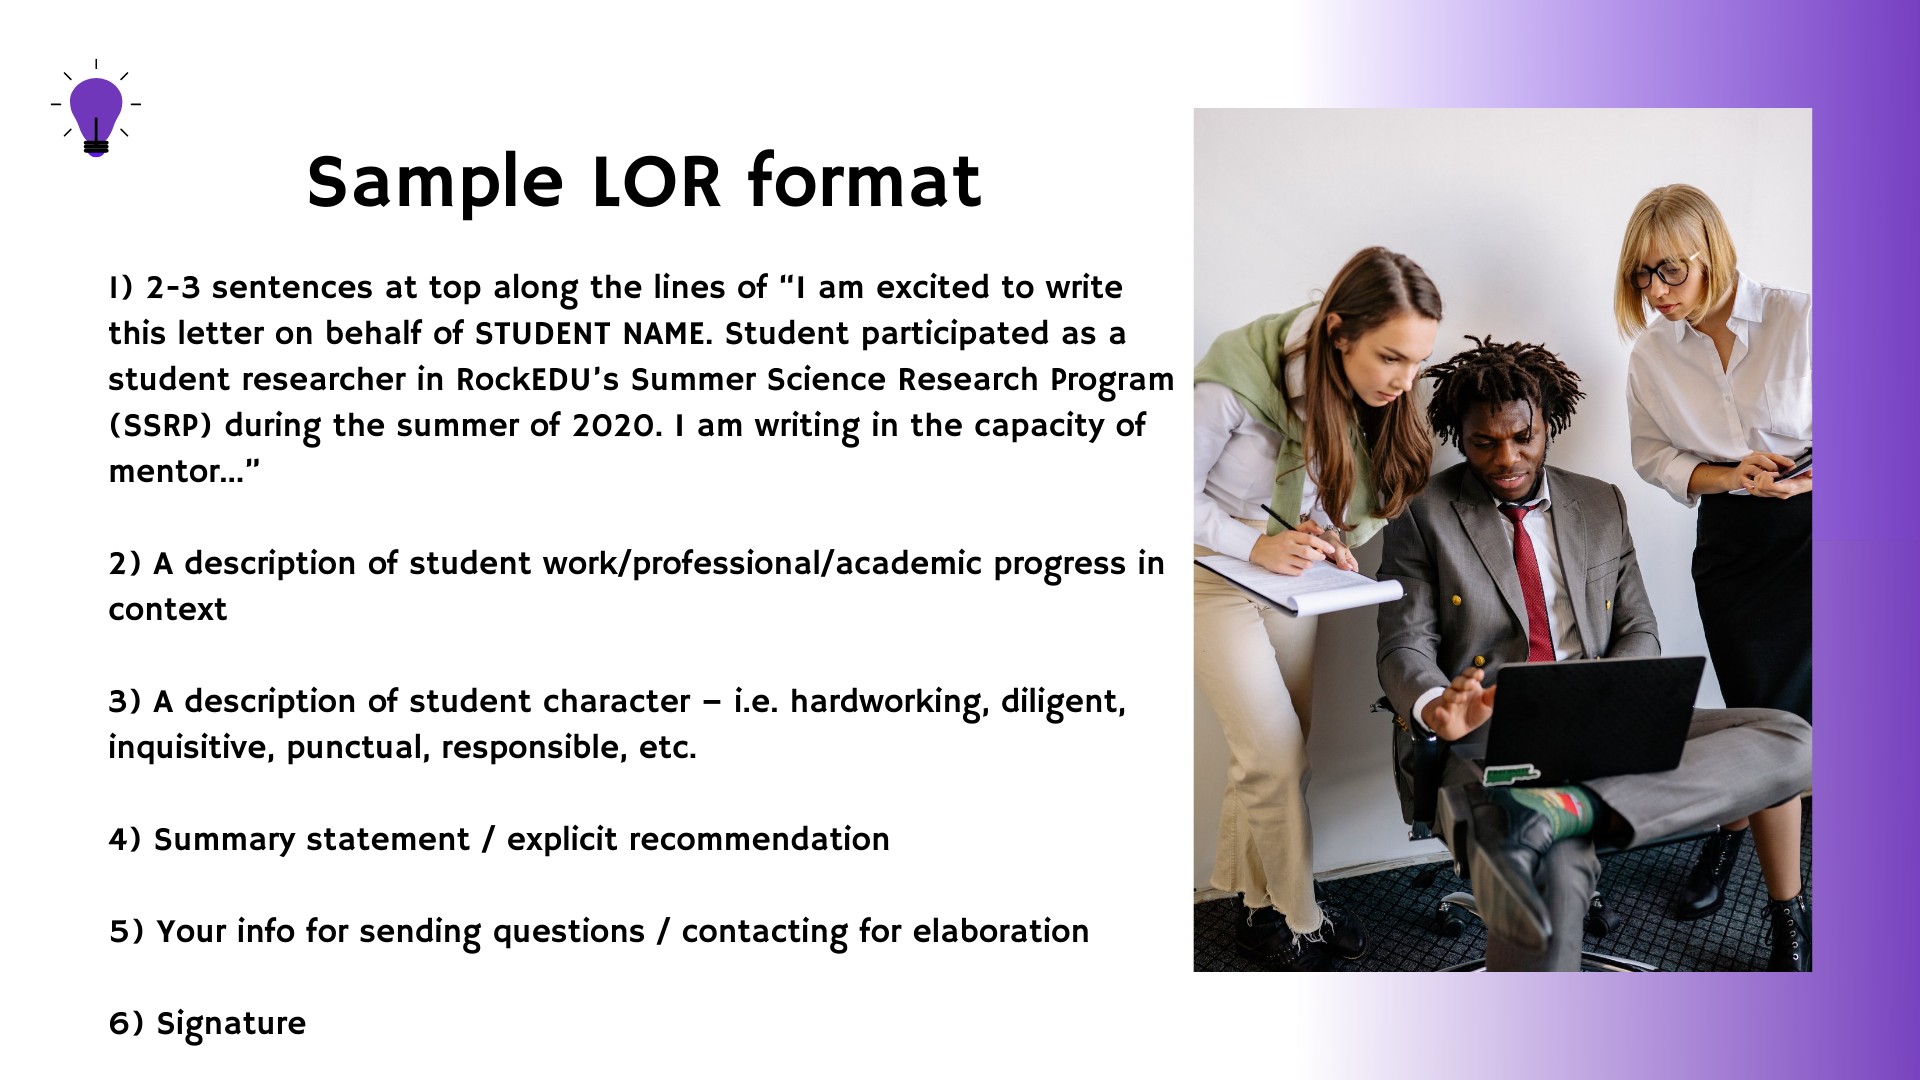 Sample LOR format
1) 2-3 sentences at top along the lines of “I am excited to write
this letter on behalf of STUDENT NAME. Student participated as a
student researcher in RockEDU’s Summer Science Research Program
(SSRP) during the summer of 2020. I am writing in the capacity of
mentor...”
2) A description of student work/professional/academic progress in
context
3) A description of student character – i.e. hardworking, diligent,
inquisitive, punctual, responsible, etc.
4) Summary statement / explicit recommendation
5) Your info for sending questions / contacting for elaboration
6) Signature